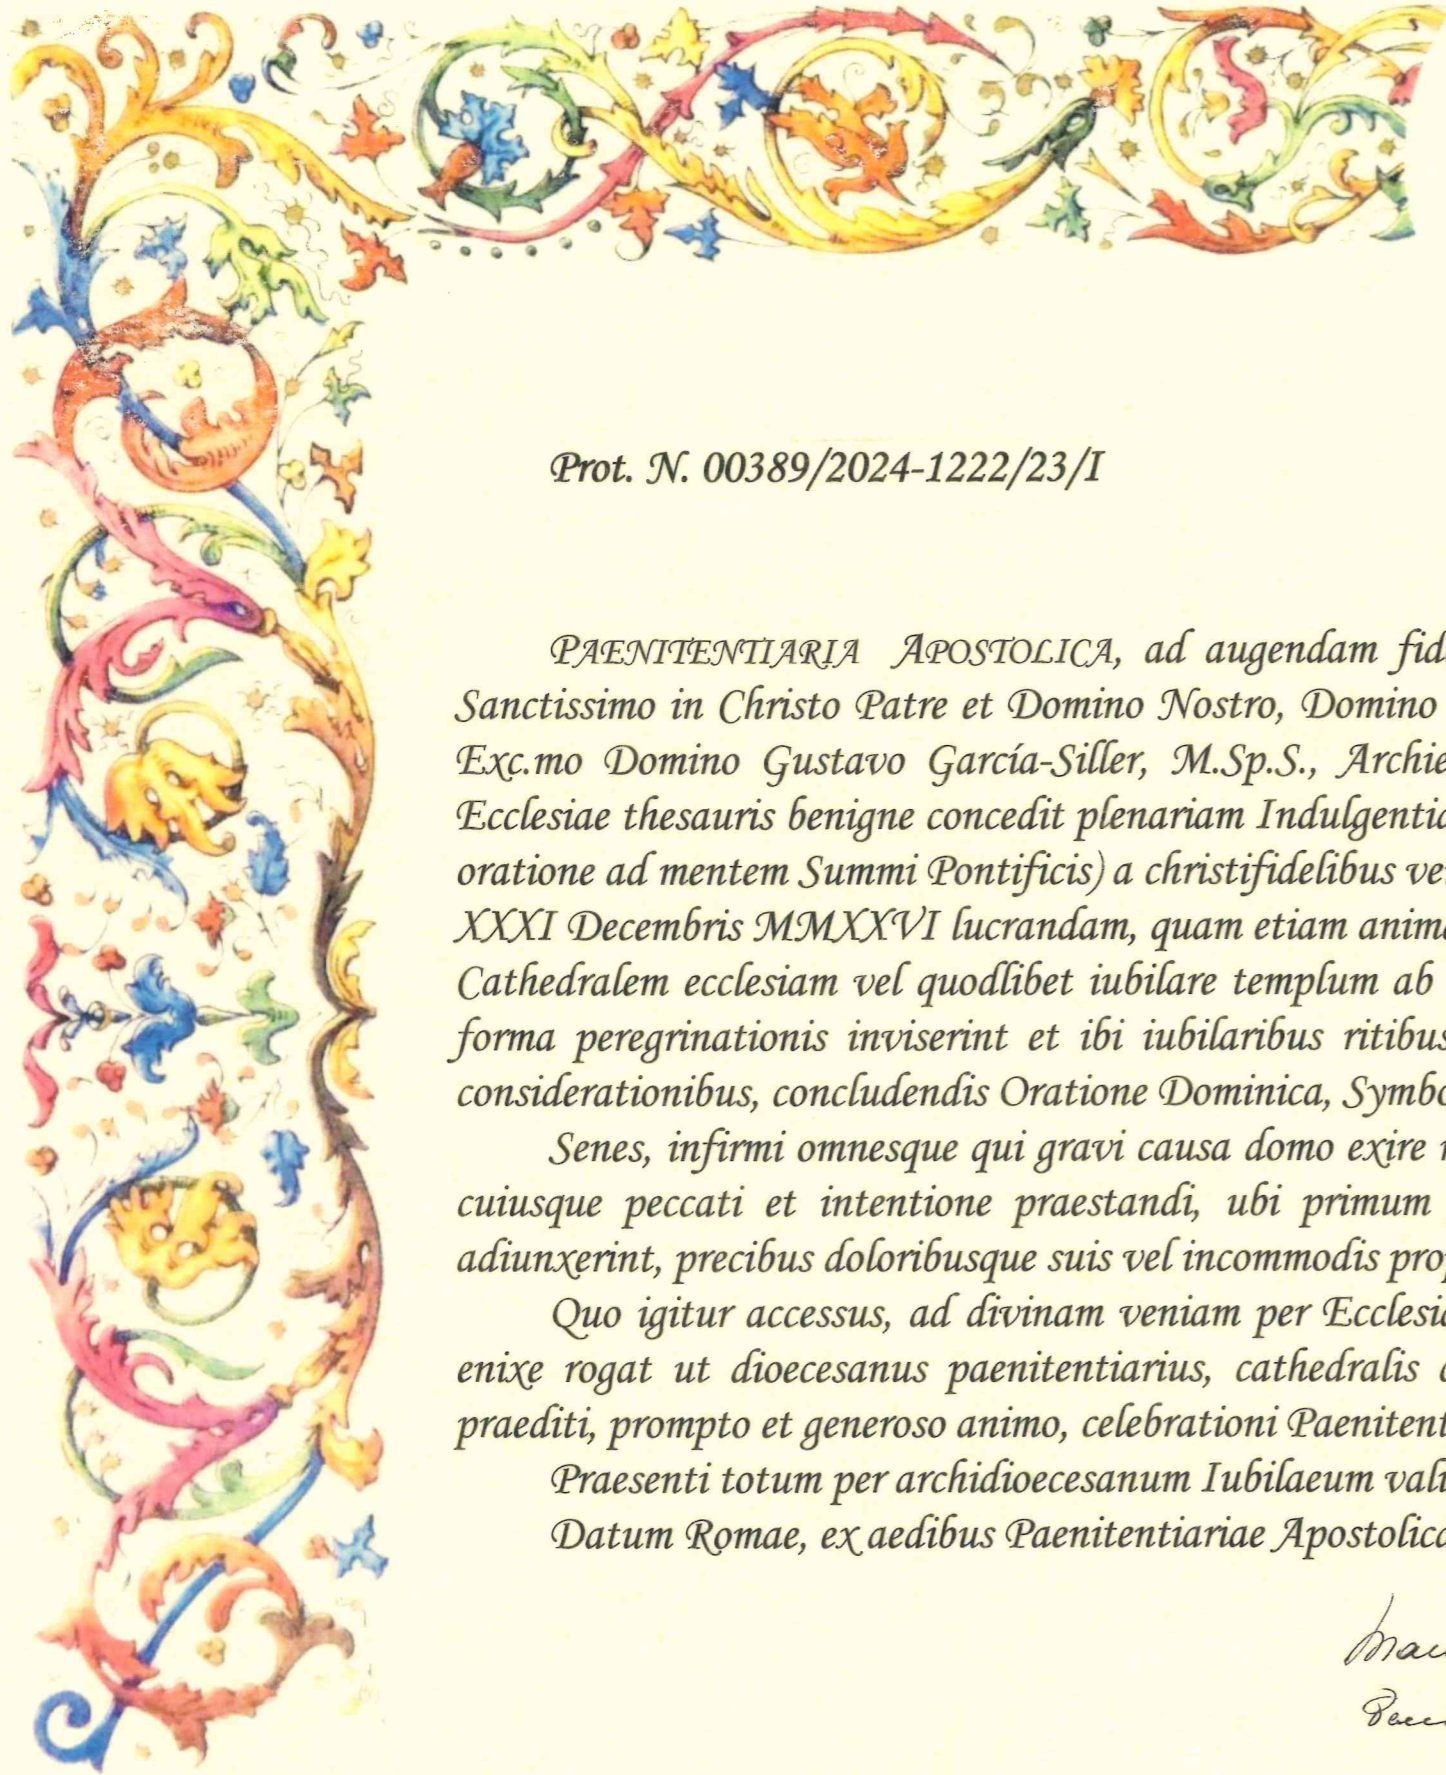 Prot. N. 00389/2024-1222/23/I
PAENITENTIARIA APOSTOLICA, ad augendam fid
Sanctissimo in Christo Patre et Domino Nostro, Domino
Exc.mo Domino Gustavo García-Siller, M.Sp.S., Archie
Ecclesiae thesauris benigne concedit plenariam Indulgentia
oratione ad mentem Summi Pontificis) a christifidelibus ve
XXXI Decembris MMXXVI lucrandam, quam etiam anima
Cathedralem ecclesiam vel quodlibet iubilare templum ab
forma peregrinationis inviserint et ibi iubilaribus ritibus
considerationibus, concludendis Oratione Dominica, Symbo
Senes, infirmi omnesque qui gravi causa domo exire
cuiusque peccati et intentione praestandi, ubi primum
adiunxerint, precibus doloribusque suis vel incommodis prop
Quo igitur accessus, ad divinam veniam per Ecclesia
enixe rogat ut dioecesanus paenitentiarius, cathedralis
praediti, prompto et generoso animo, celebrationi Paenitent
Praesenti totum per archidioecesanum Iubilaeum vali
Datum Romae, ex aedibus Paenitentiariae Apostolica